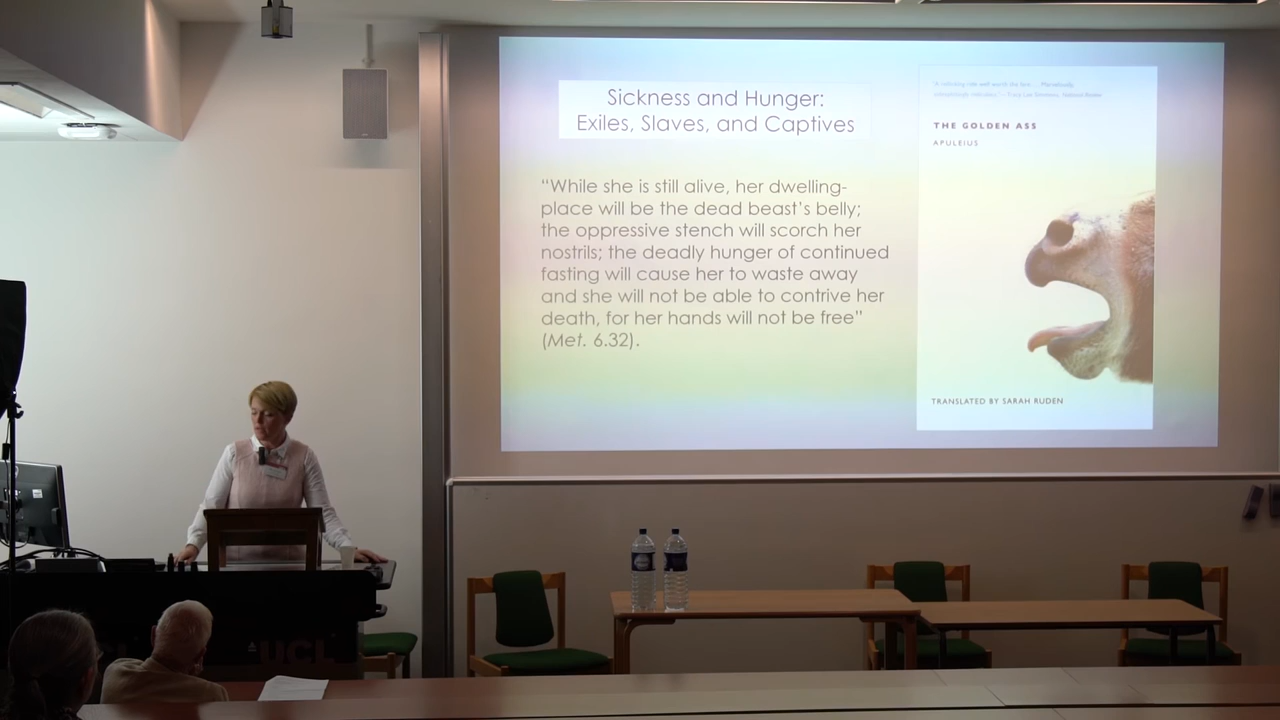 Sickness and Hunger:
Exiles, Slaves, and Captives
“While she is still alive, her dwelling-
place will be the dead beast’s belly;
the oppressive stench will scorch her
nostrils; the deadly hunger of continued
fasting will cause her to waste away
and she will not be able to contrive her
death, for her hands will not be free”
(Met. 6.32).
THE GOLDEN ASS
APULEIUS
TRANSLATED BY SARAH RUDEN
UCL